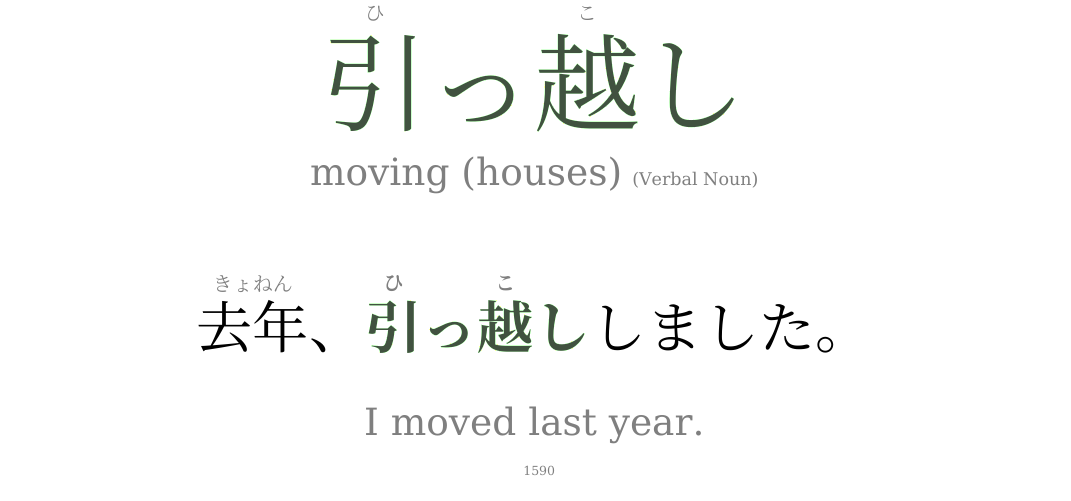 ひ こ
引っ越し
moving (houses) (Verbal Noun)
きょねん ひ こ
去年、引っ越ししました。
I moved last year.
1590